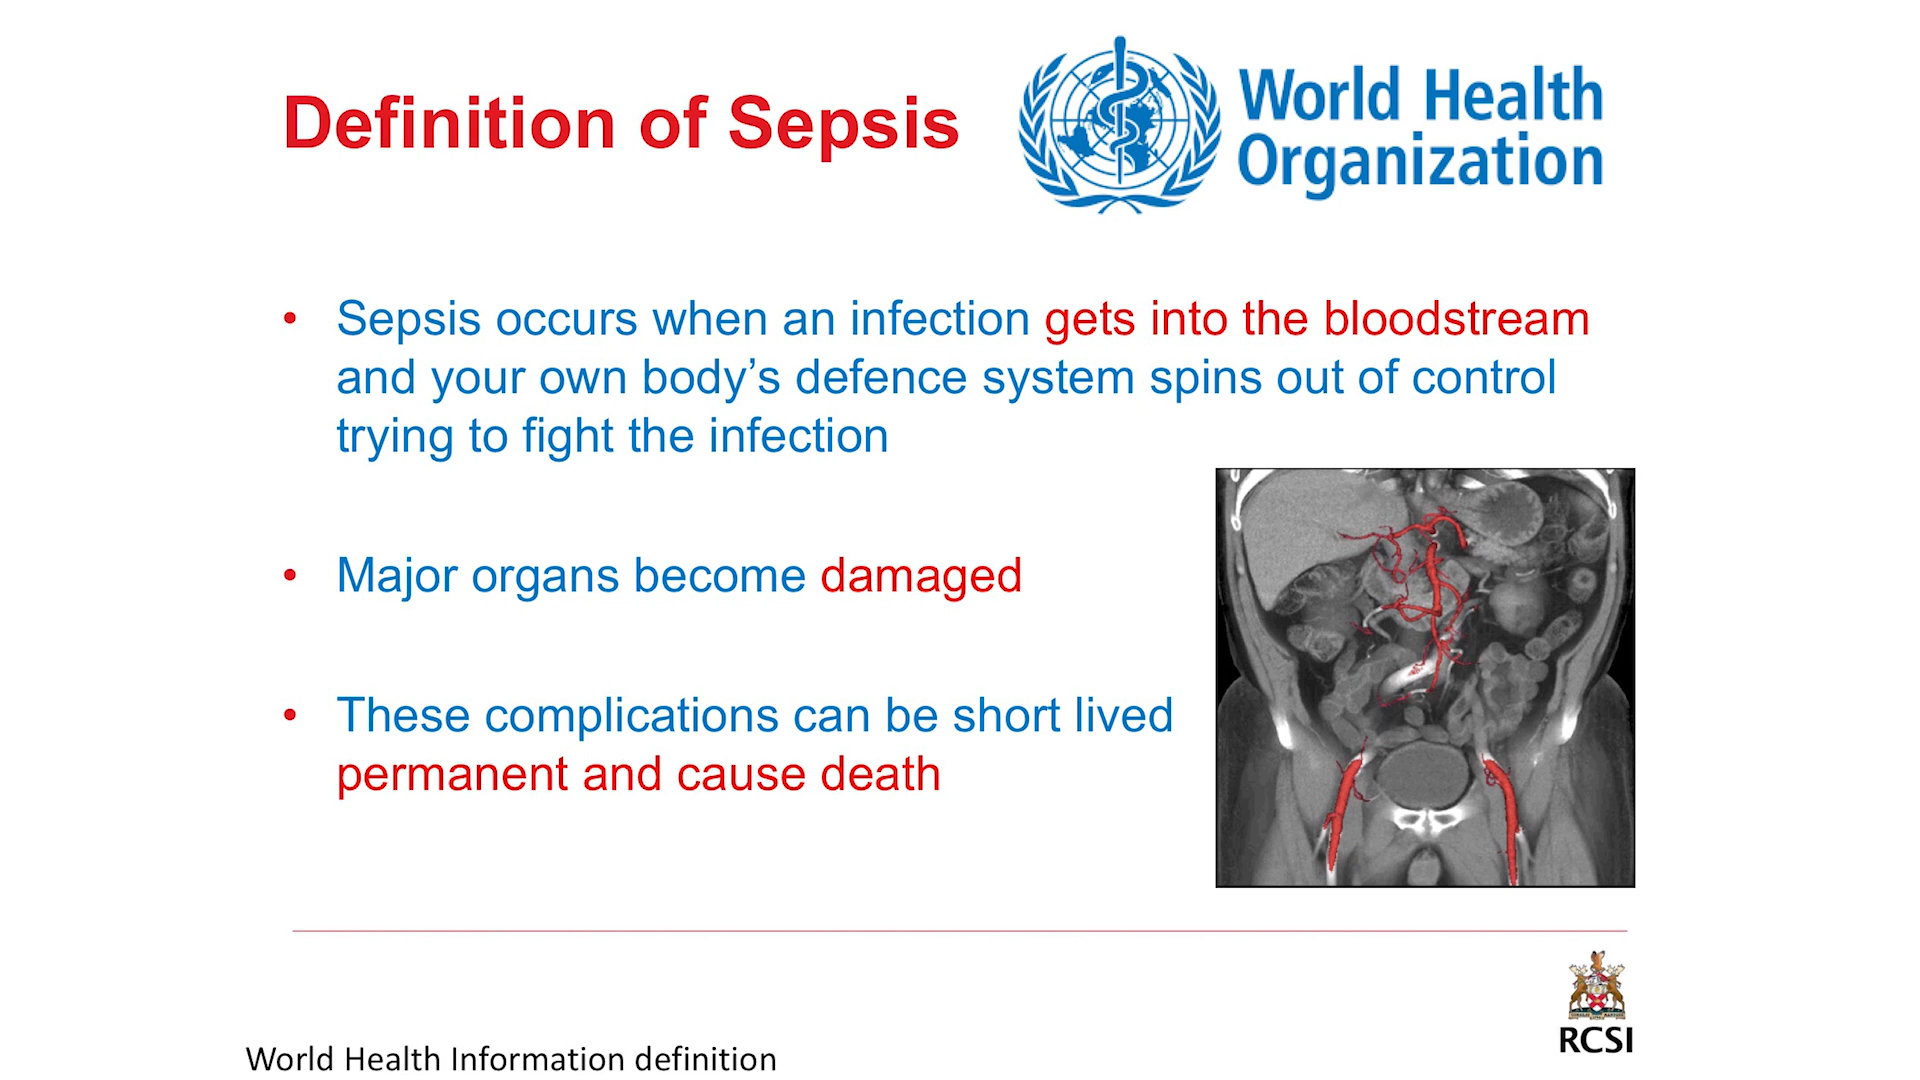 Definition of Sepsis
World Health
Organization
• Sepsis occurs when an infection gets into the bloodstream
and your own body’s defence system spins out of control
trying to fight the infection
• Major organs become damaged
• These complications can be short lived
permanent and cause death
RCSI
World Health Information definition